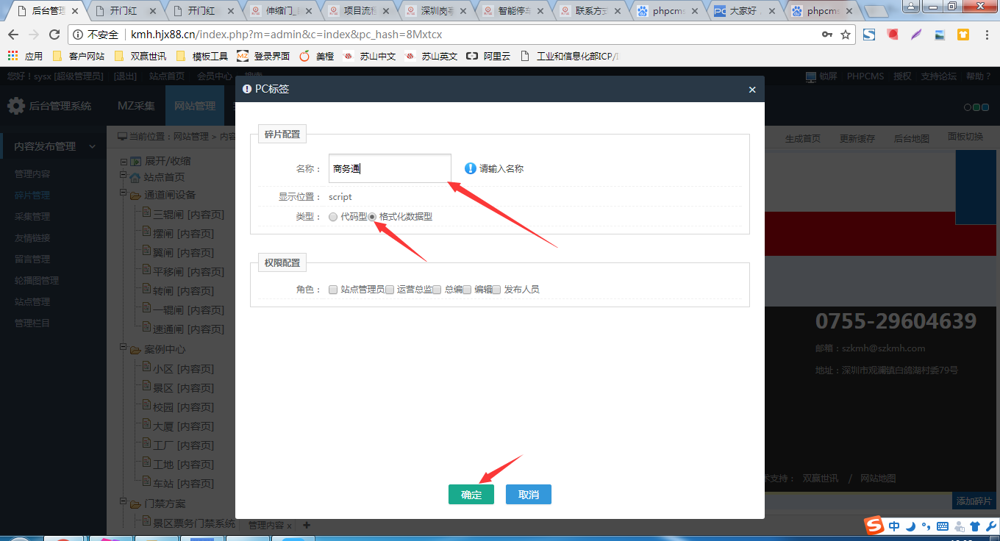 后台管理 开门红 开门红 伸缩门_ 项目流程 深圳岗亭 智能停车 联系方式 phpcms PC 大家好， phpcms
不安全 kmh.hjx88.cn/index.php?m=admin&c=index&pc_hash=8Mxtcx
应用 客户网站 双赢世讯 模板工具 MZ 登录界面 美橙 苏山中文 苏山英文 阿里云 工业和信息化部ICP/
您好！sysx [超级管理员] [退出] 站点首页 会员中心 搜索 锁屏 PHPCMS 授权 支持论坛 帮助？
PC标签
后台管理系统 MZ采集 网站管理
内容发布管理 当前位置：网站管理 > 内容 生成首页 更新缓存 后台地图 面板切换
碎片配置
展开/收缩
名称： 商务通 请输入名称
管理内容 站点首页
碎片管理 通道闸设备 显示位置： script
采集管理 三辊闸 [内容页] 类型： 代码型 格式化数据型
友情链接 摆闸 [内容页]
留言管理 翼闸 [内容页] 权限配置
轮播图管理 平移闸 [内容页]
站点管理 转闸 [内容页] 角色： 站点管理员 运营总监 总编 编辑 发布人员
管理栏目 一辊闸 [内容页]
速通闸 [内容页] 0755-29604639
案例中心 邮箱：szkmh@szkmh.com
小区 [内容页] 地址：深圳市观澜镇白鸽湖村委79号
景区 [内容页]
校园 [内容页]
大厦 [内容页]
工厂 [内容页]
工地 [内容页]
车站 [内容页] 术支持： 双赢世讯 / 网站地图
确定 取消
门禁方案 添加碎片
景区票务门禁系统 管理内容 x
S 中